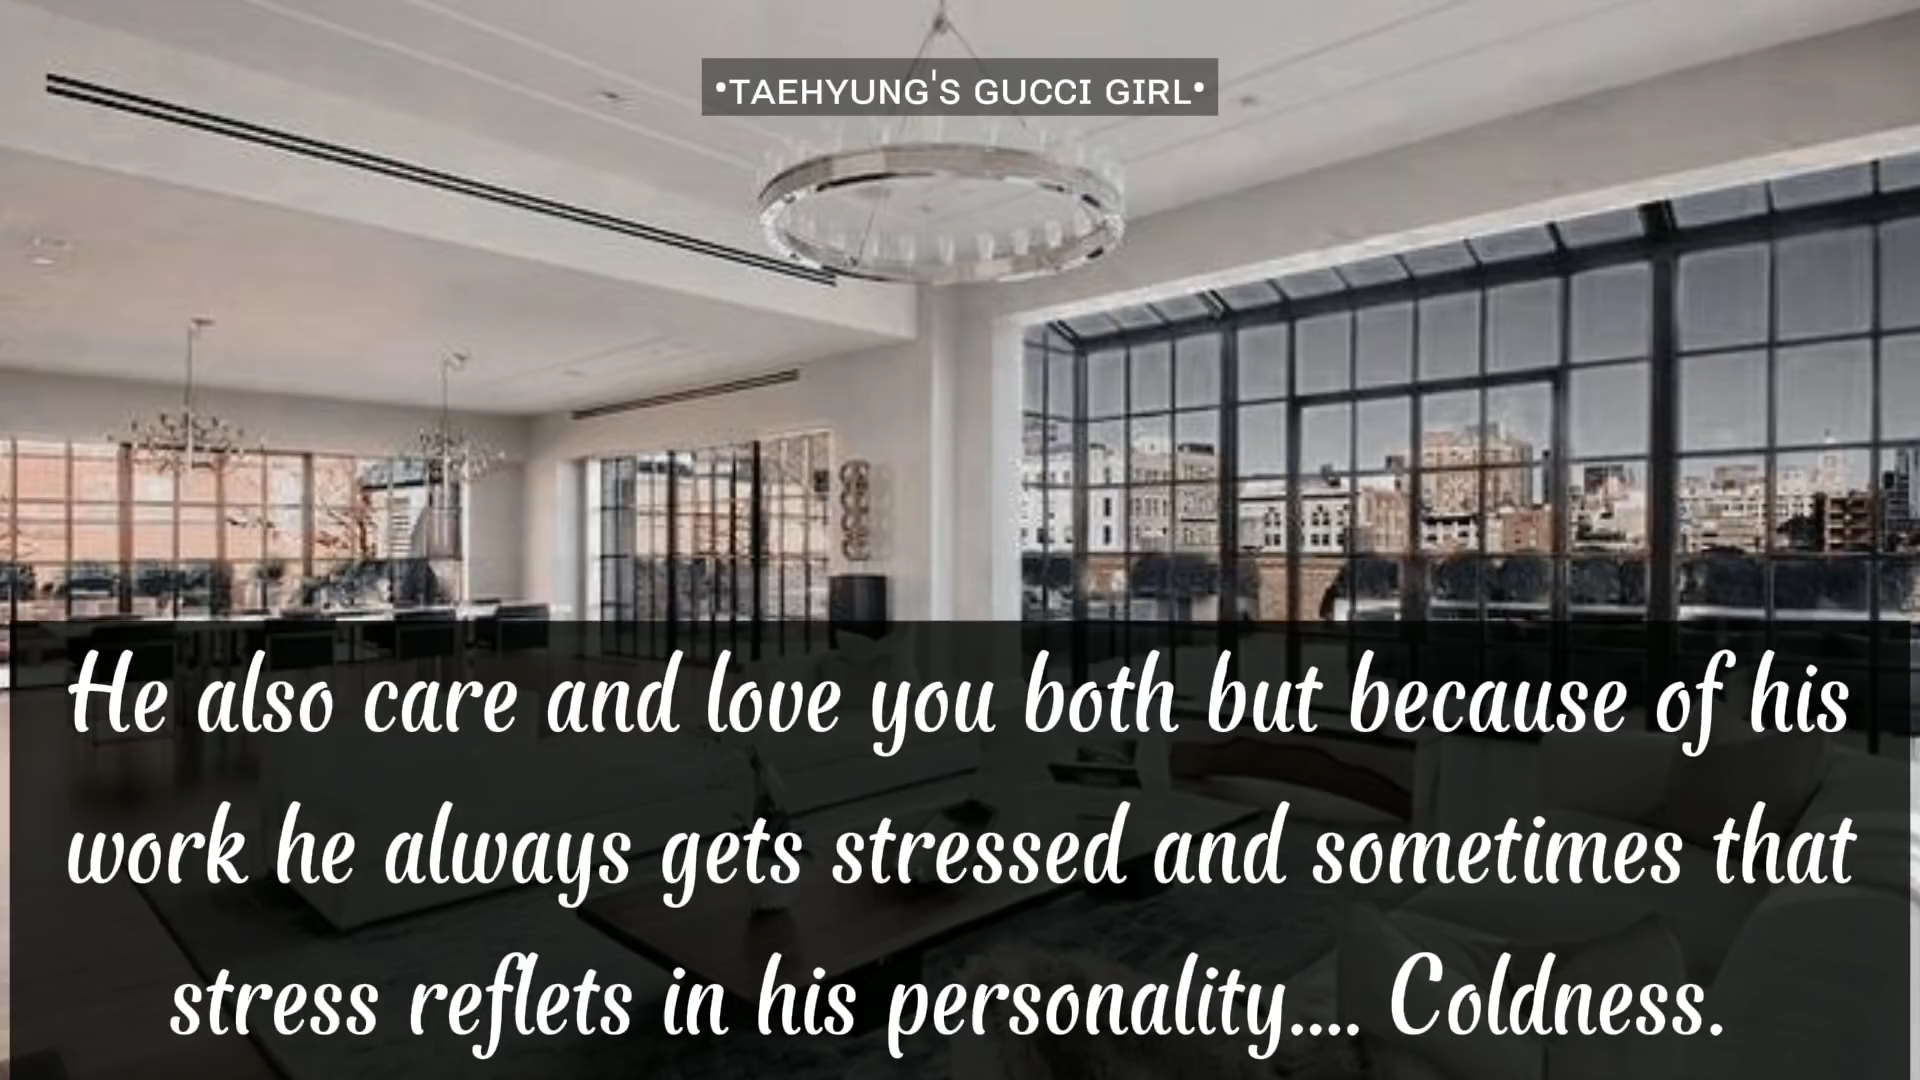 •TAEHYUNG'S GUCCI GIRL•
He also care and love you both but because of his
work he always gets stressed and sometimes that
stress reflets in his personality.... Coldness.